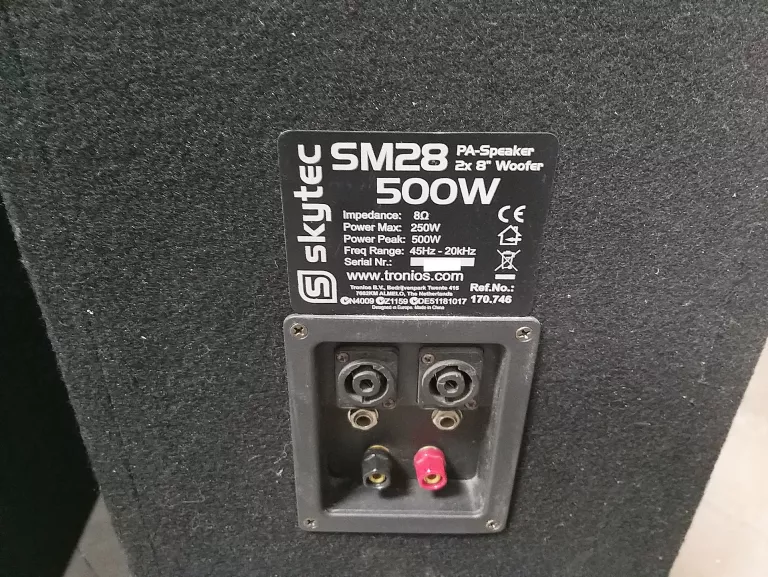 skytec
SM28 PA-Speaker
2x 8" Woofer
500W
Impedance: 8Ω
Power Max: 250W
Power Peak: 500W
Freq Range: 45Hz - 20kHz
Serial Nr.:
www.tronios.com
CE
Tronios B.V., Bedrijvenpark Twente 415
7602KM ALMELO, The Netherlands
N4009 Z1159 DE51181017
Designed in Europe. Made in China
Ref.No.:
170.746